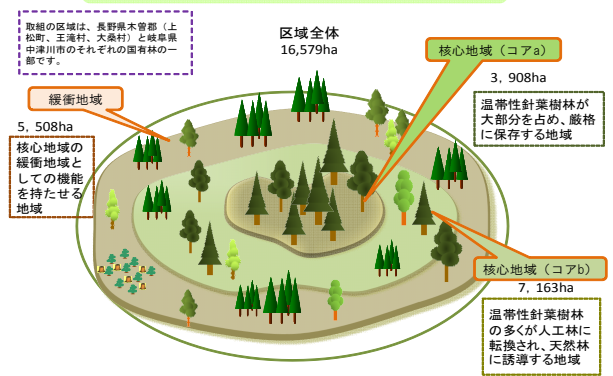 取組の区域は、長野県木曽郡（上
松町、王滝村、大桑村）と岐阜県
中津川市のそれぞれの国有林の一
部です。
区域全体
16,579ha
核心地域（コアa）
3，908ha
温帯性針葉樹林が
大部分を占め、厳格
に保存する地域
緩衝地域
5，508ha
核心地域の
緩衝地域と
しての機能
を持たせる
地域
核心地域（コアb）
7，163ha
温帯性針葉樹林
の多くが人工林に
転換され、天然林
に誘導する地域